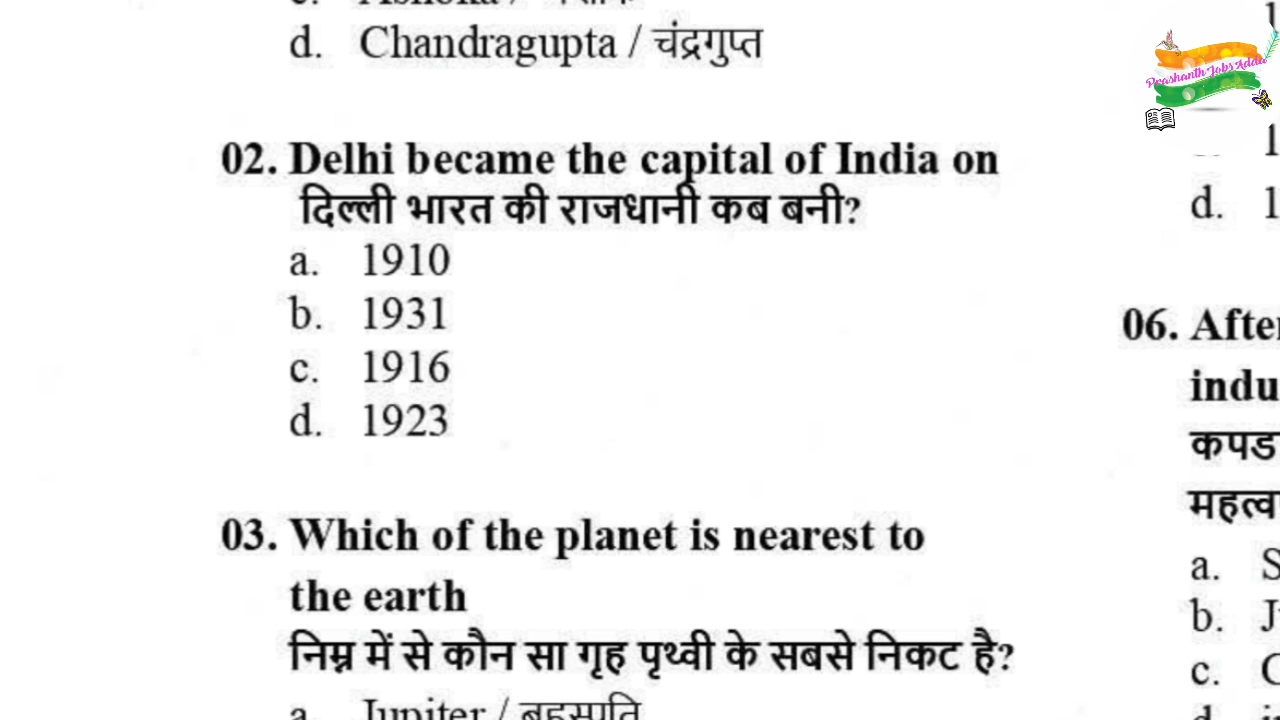 d. Chandragupta / चंद्रगुप्त
02. Delhi became the capital of India on
दिल्ली भारत की राजधानी कब बनी?
a. 1910
b. 1931
c. 1916
d. 1923
03. Which of the planet is nearest to
the earth
निम्न में से कौन सा गृह पृथ्वी के सबसे निकट है?
a. Jupiter / बृहस्पति
Prashanth Jobs Adda
d. 1
06. After
indu
कपड
महत्व
a. S
b. J
c. C